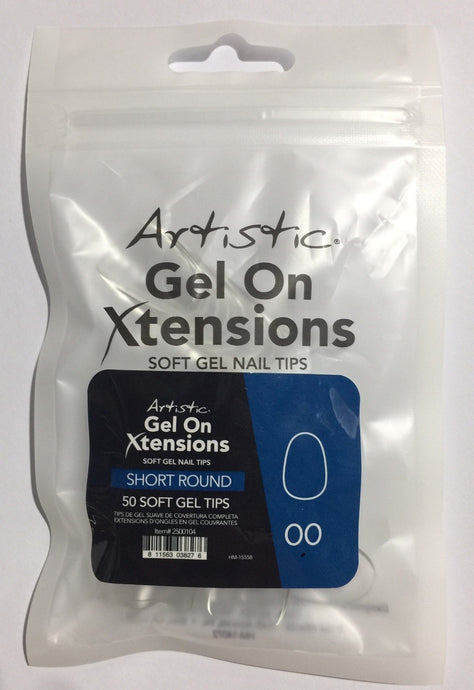 Artistic®
Gel On
Xtensions
SOFT GEL NAIL TIPS
Artistic.
Gel On
Xtensions
SOFT GEL NAIL TIPS
SHORT ROUND
50 SOFT GEL TIPS
TIPS DE GEL SUAVE DE COVERTURA COMPLETA
EXTENSIONS D'ONGLES EN GEL COUVRANTES
Item# 2500104
8 11563 03827 6
HM-15558
00